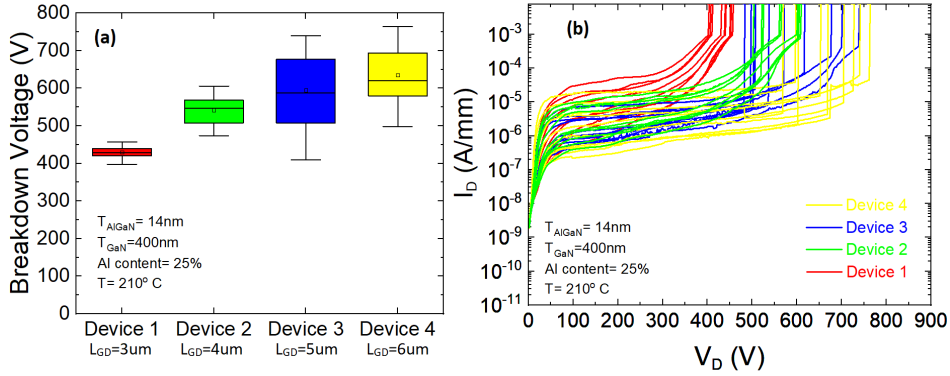 (a)
Breakdown Voltage (V)
800
700
600
500
400
300
200
100
0
T_AlGaN= 14nm
T_GaN=400nm
Al content= 25%
T= 210º C
Device 1
L_GD=3um
Device 2
L_GD=4um
Device 3
L_GD=5um
Device 4
L_GD=6um
(b)
I_D (A/mm)
10⁻³
10⁻⁴
10⁻⁵
10⁻⁶
10⁻⁷
10⁻⁸
10⁻⁹
10⁻¹⁰
10⁻¹¹
T_AlGaN= 14nm
T_GaN=400nm
Al content= 25%
T= 210º C
Device 4
Device 3
Device 2
Device 1
0 100 200 300 400 500 600 700 800 900
V_D (V)